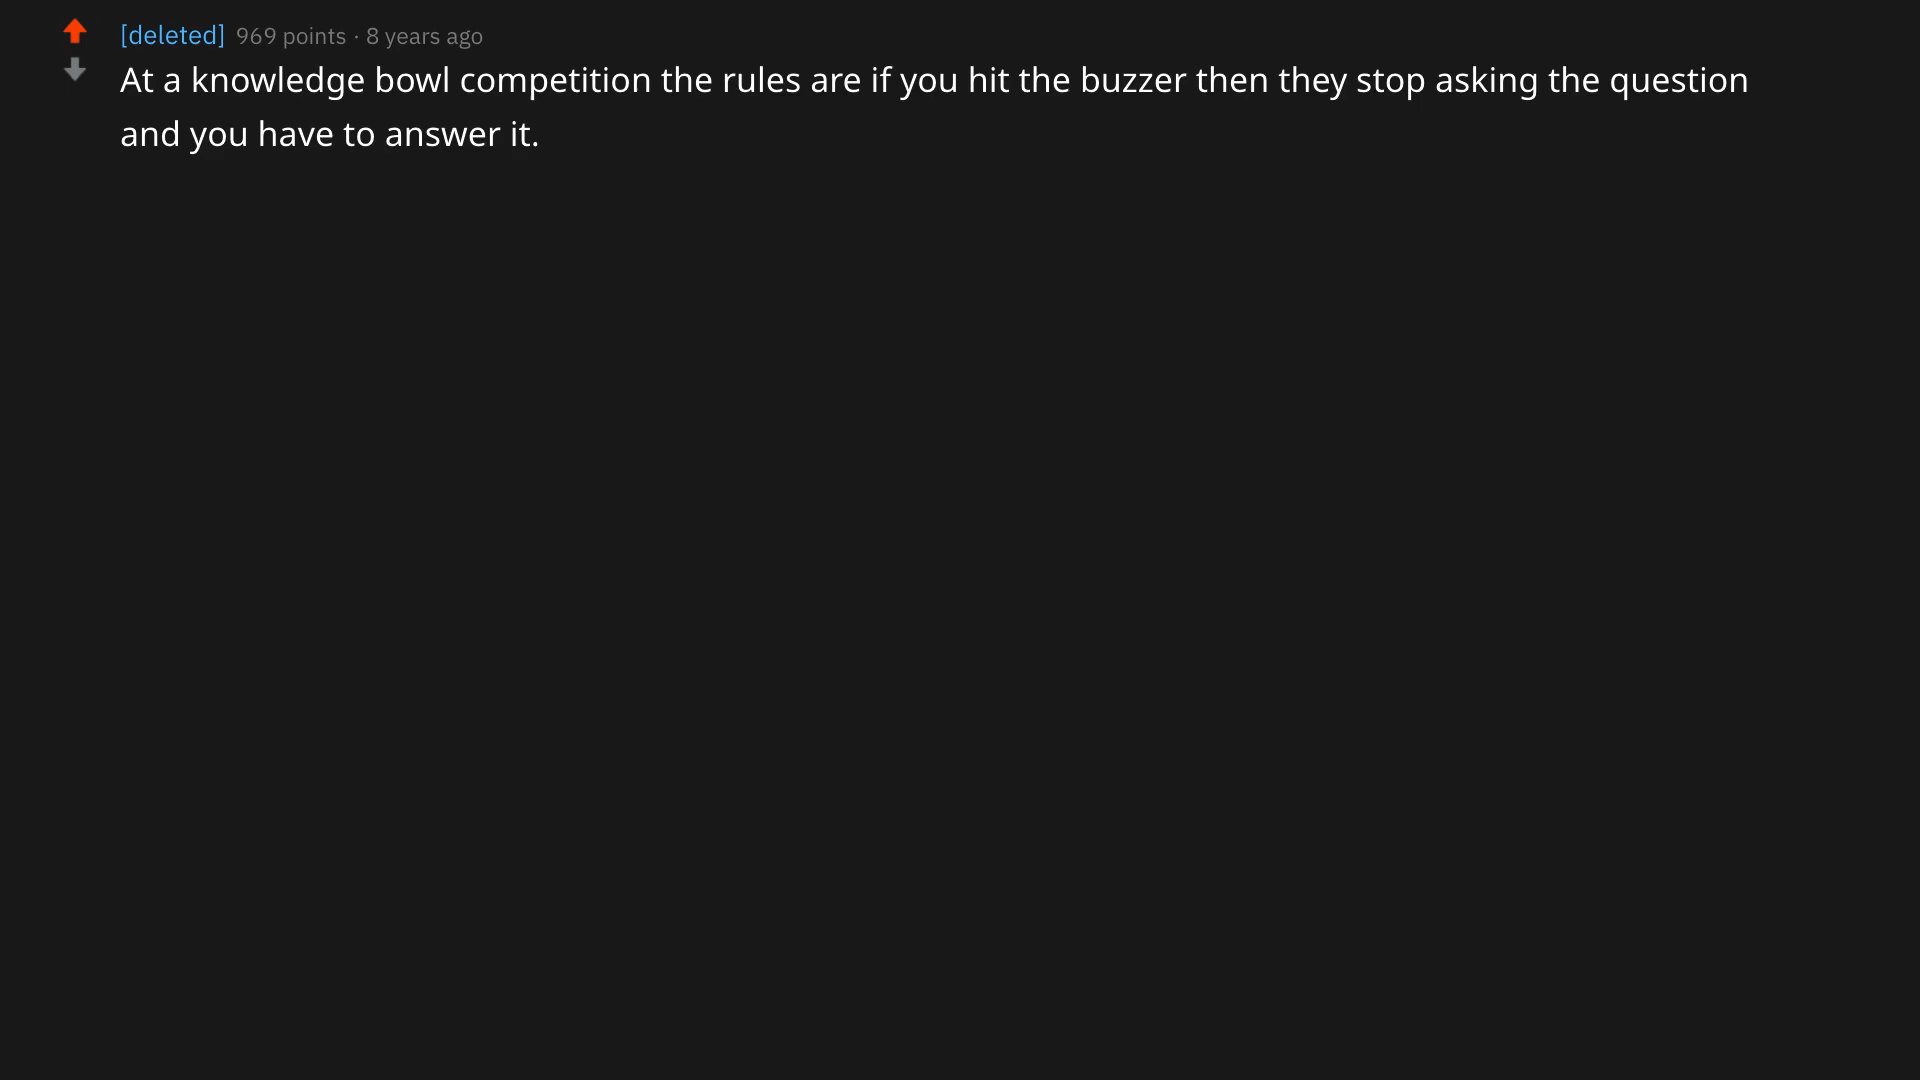 [deleted] 969 points · 8 years ago
At a knowledge bowl competition the rules are if you hit the buzzer then they stop asking the question
and you have to answer it.